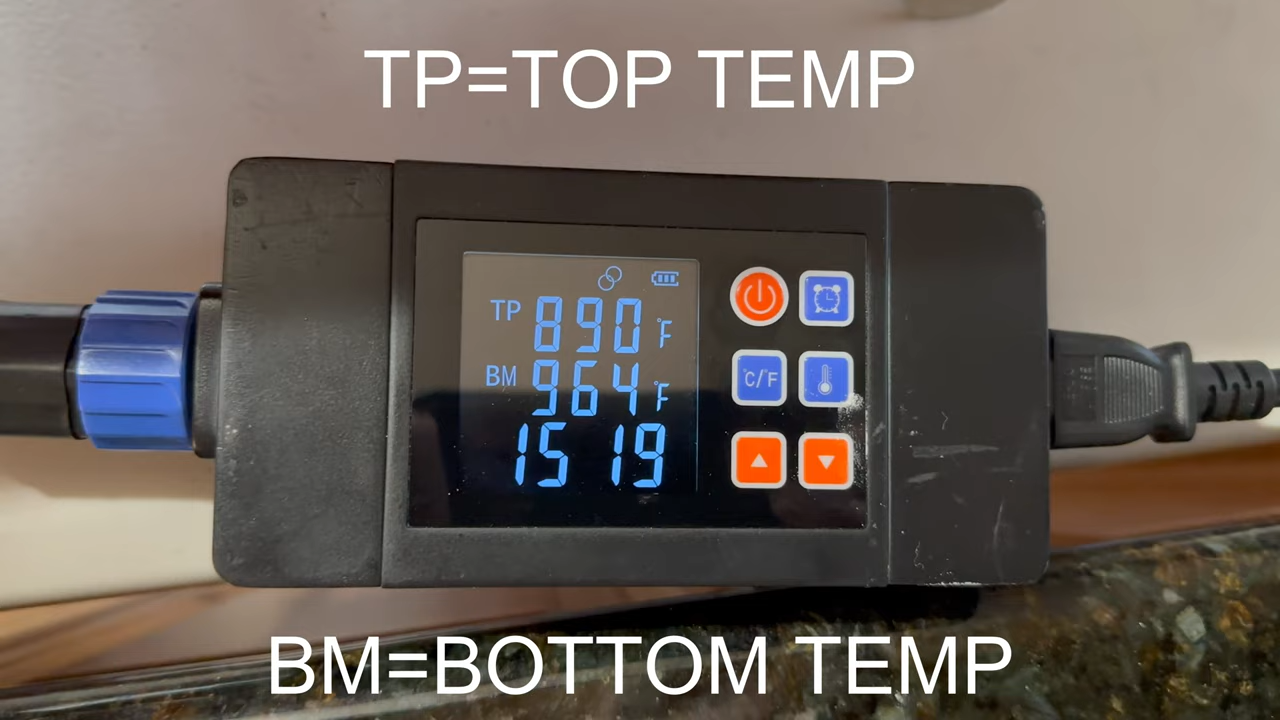 TP=TOP TEMP
TP 890 °F
BM 964 °F
15 19
°C/F
BM=BOTTOM TEMP